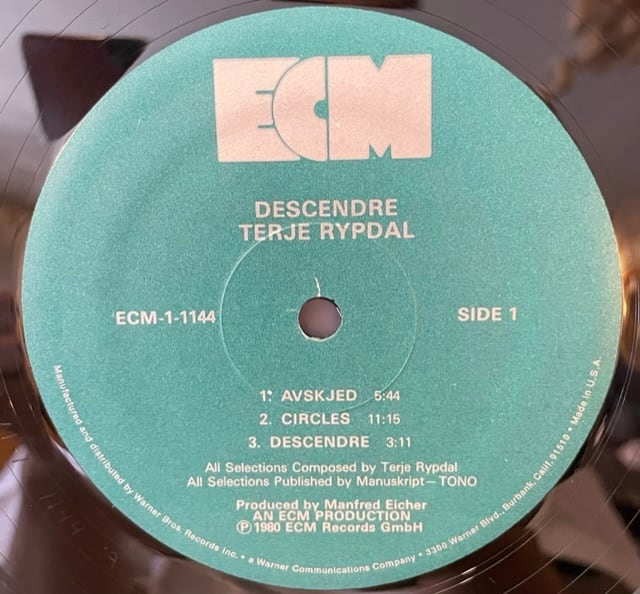 ECM
DESCENDRE
TERJE RYPDAL
ECM-1-1144
SIDE 1
1. AVSKJED 5:44
2. CIRCLES 11:15
3. DESCENDRE 3:11
All Selections Composed by Terje Rypdal
All Selections Published by Manuskript—TONO
Produced by Manfred Eicher
AN ECM PRODUCTION
℗ 1980 ECM Records GmbH
Manufactured and distributed by Warner Bros. Records Inc. • a Warner Communications Company • 3300 Warner Blvd., Burbank, Calif. 91510 • Made in U.S.A.